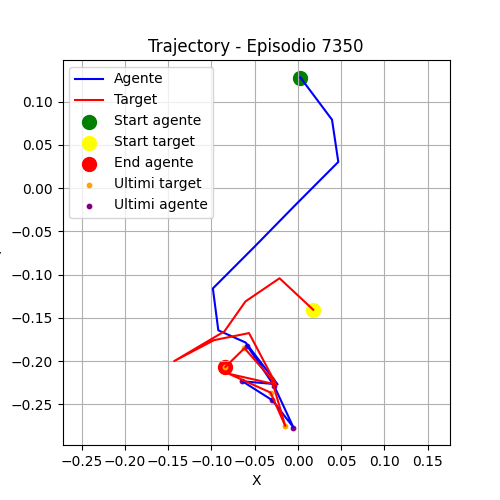 Trajectory - Episodio 7350
Agente
Target
Start agente
Start target
End agente
Ultimi target
Ultimi agente
0.10
0.05
0.00
−0.05
−0.10
−0.15
−0.20
−0.25
−0.25 −0.20 −0.15 −0.10 −0.05 0.00 0.05 0.10 0.15
X